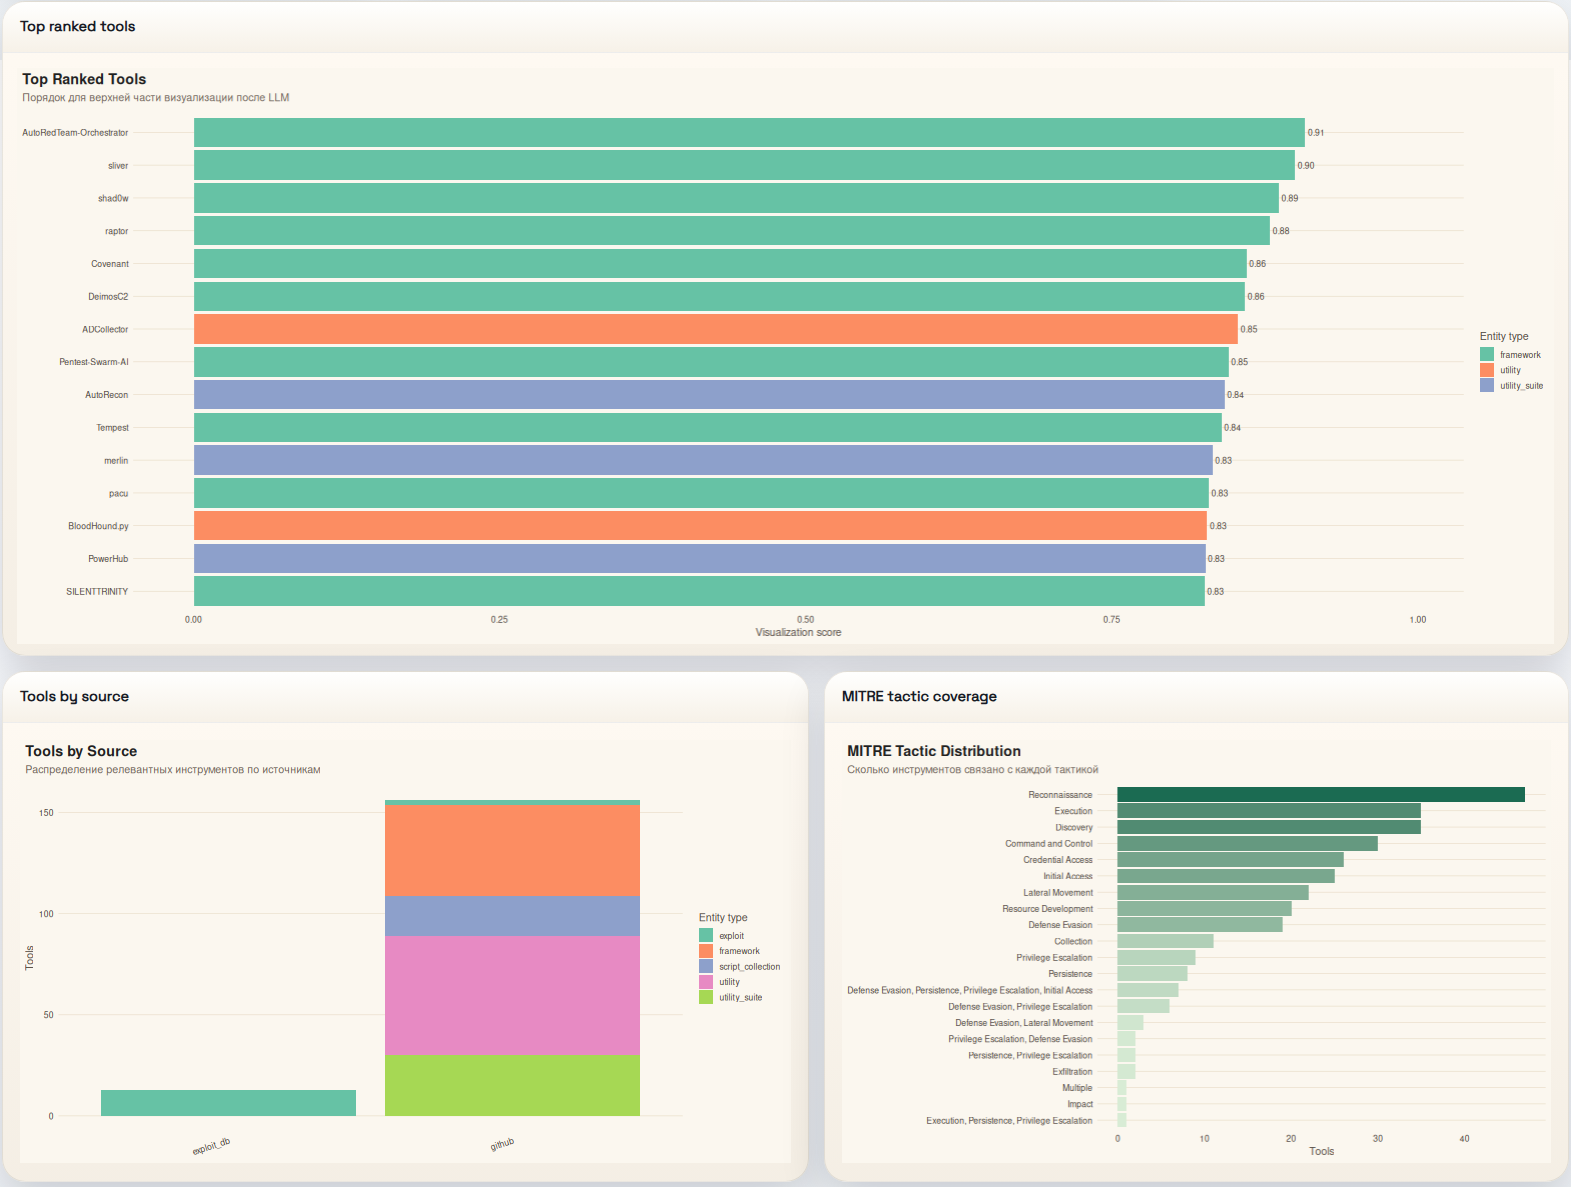 Top ranked tools
Top Ranked Tools
Порядок для верхней части визуализации после LLM
AutoRedTeam-Orchestrator 0.91
sliver 0.90
shad0w 0.89
raptor 0.88
Covenant 0.86
DeimosC2 0.86
ADCollector 0.85
Pentest-Swarm-AI 0.85
AutoRecon 0.84
Tempest 0.84
merlin 0.83
pacu 0.83
BloodHound.py 0.83
PowerHub 0.83
SILENTTRINITY 0.83
0.00 0.25 0.50 0.75 1.00
Visualization score
Entity type
framework
utility
utility_suite
Tools by source
Tools by Source
Распределение релевантных инструментов по источникам
150
100
50
0
Tools
exploit_db github
Entity type
exploit
framework
script_collection
utility
utility_suite
MITRE tactic coverage
MITRE Tactic Distribution
Сколько инструментов связано с каждой тактикой
Reconnaissance
Execution
Discovery
Command and Control
Credential Access
Initial Access
Lateral Movement
Resource Development
Defense Evasion
Collection
Privilege Escalation
Persistence
Defense Evasion, Persistence, Privilege Escalation, Initial Access
Defense Evasion, Privilege Escalation
Defense Evasion, Lateral Movement
Privilege Escalation, Defense Evasion
Persistence, Privilege Escalation
Exfiltration
Multiple
Impact
Execution, Persistence, Privilege Escalation
0 10 20 30 40
Tools